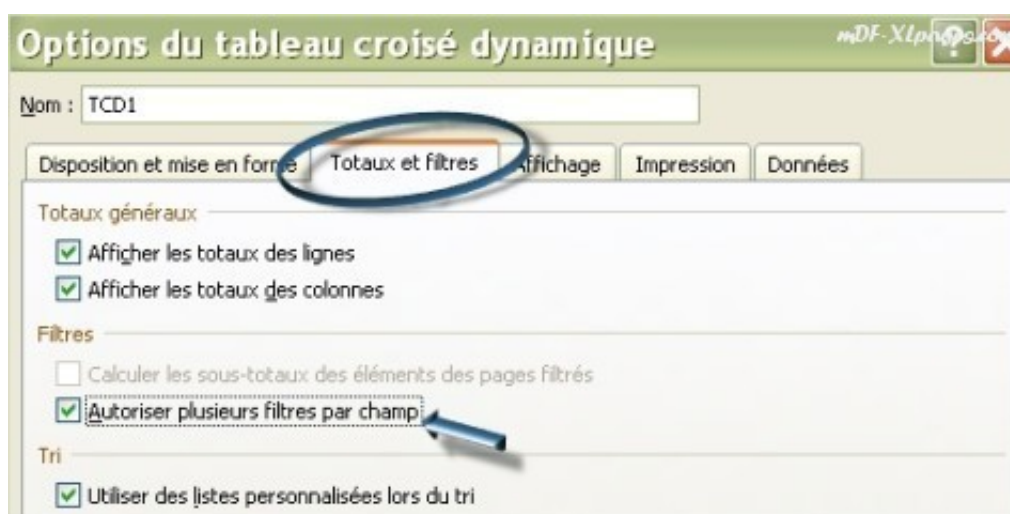 Options du tableau croisé dynamique
Nom : TCD1
Disposition et mise en forme Totaux et filtres Affichage Impression Données
Totaux généraux
Afficher les totaux des lignes
Afficher les totaux des colonnes
Filtres
Calculer les sous-totaux des éléments des pages filtrés
Autoriser plusieurs filtres par champ
Tri
Utiliser des listes personnalisées lors du tri